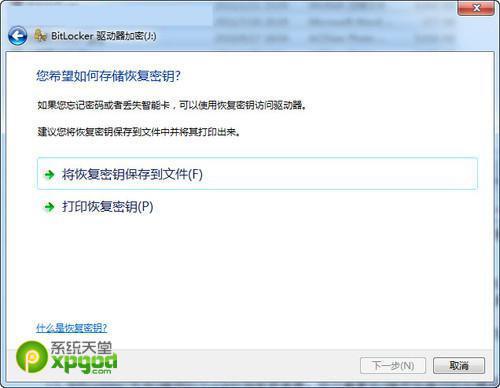 BitLocker 驱动器加密(J:)
您希望如何存储恢复密钥?
如果您忘记密码或者丢失智能卡，可以使用恢复密钥访问驱动器。
建议您将恢复密钥保存到文件中并将其打印出来。
将恢复密钥保存到文件(F)
打印恢复密钥(P)
什么是恢复密钥?
系统天堂
xpgod.com
下一步(N)
取消